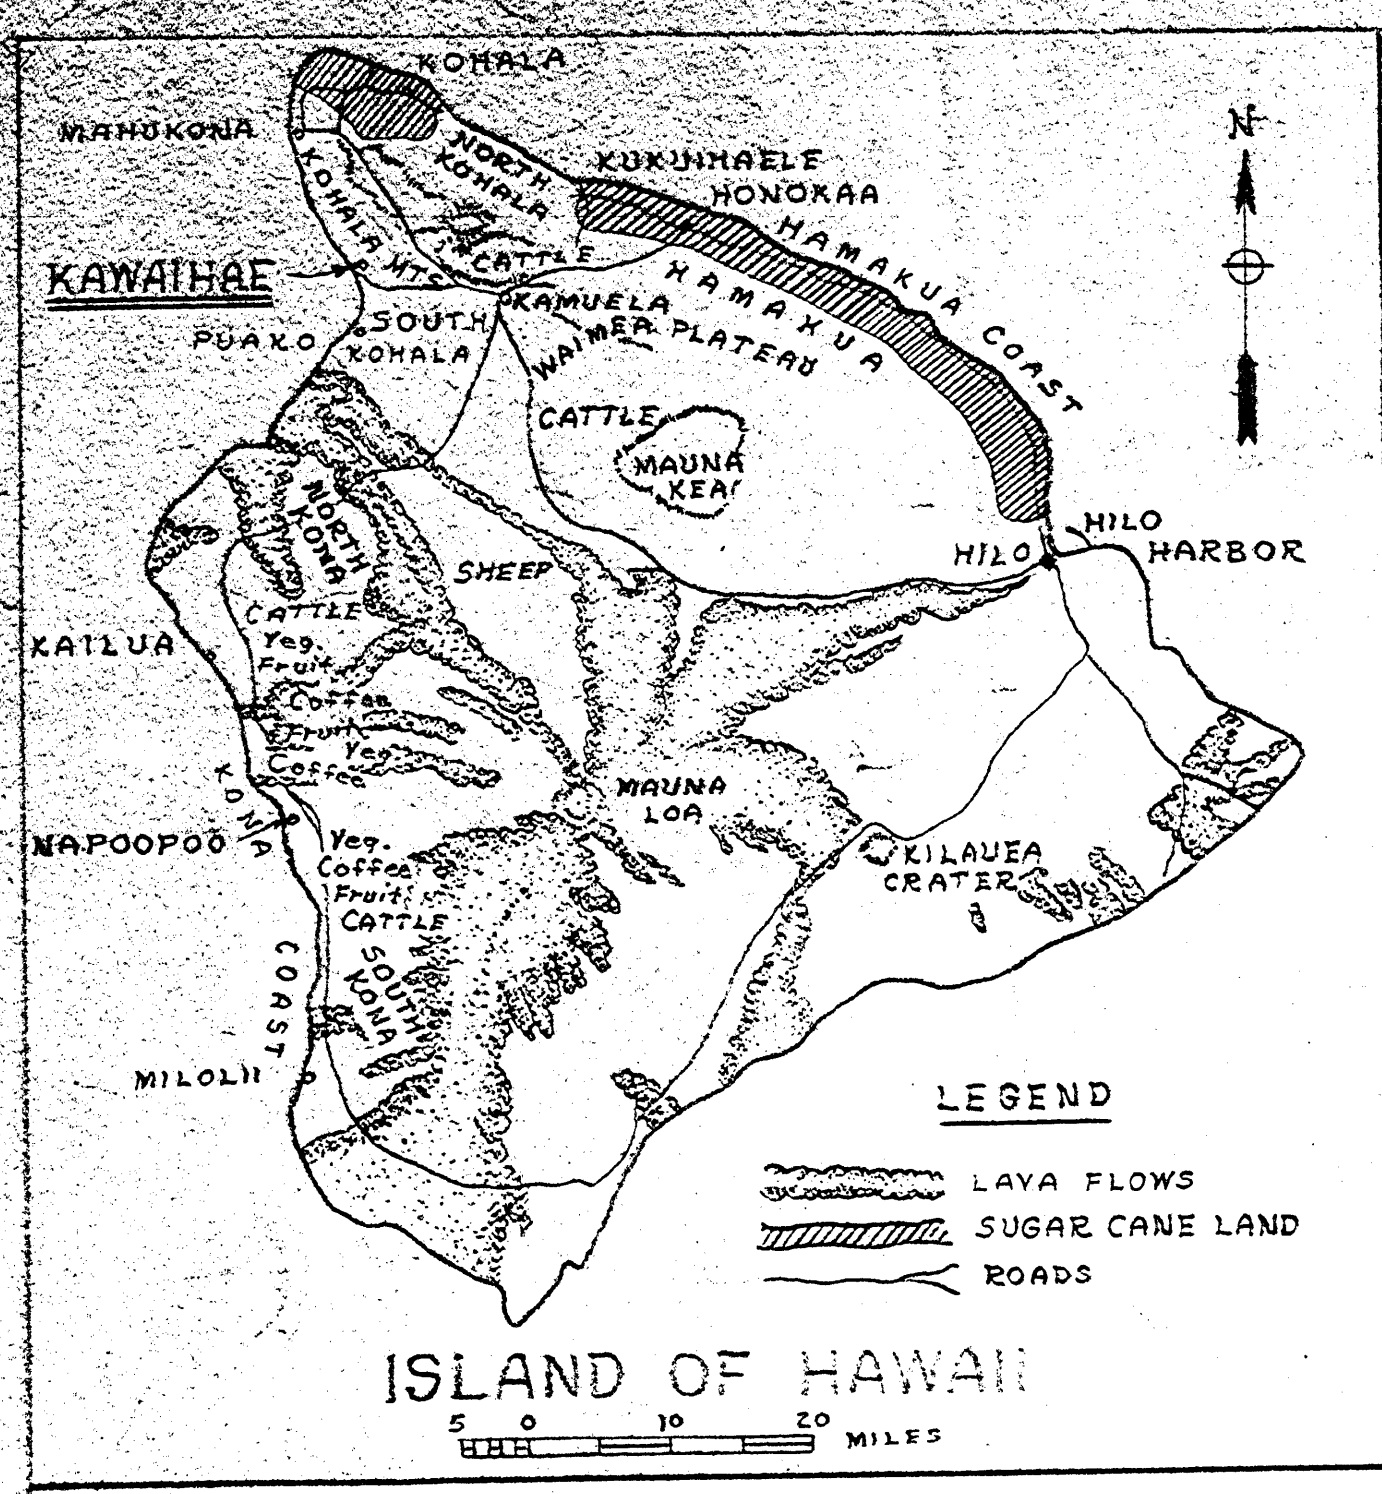 KOHALA
N
MAHUKONA
NORTH
KOHALA
KUKUIHAELE
HONOKAA
KOHALA MTS
HAMAKUA COAST
KAWAIHAE
CATTLE
HAMAKUA
KAMUELA
PUAKO
SOUTH
KOHALA
WAIMEA PLATEAU
CATTLE
MAUNA
KEA
NORTH
KONA
HILO
HARBOR
HILO
SHEEP
CATTLE
KAILUA
Veg.
Fruit
Coffee
Fruit
Veg.
Coffee
KONA
COAST
MAUNA
LOA
NAPOOPOO
Veg.
Coffee
Fruit
CATTLE
KILAUEA
CRATER
SOUTH
KONA
MILOLII
LEGEND
LAVA FLOWS
SUGAR CANE LAND
ROADS
ISLAND OF HAWAII
5 0 10 20
MILES